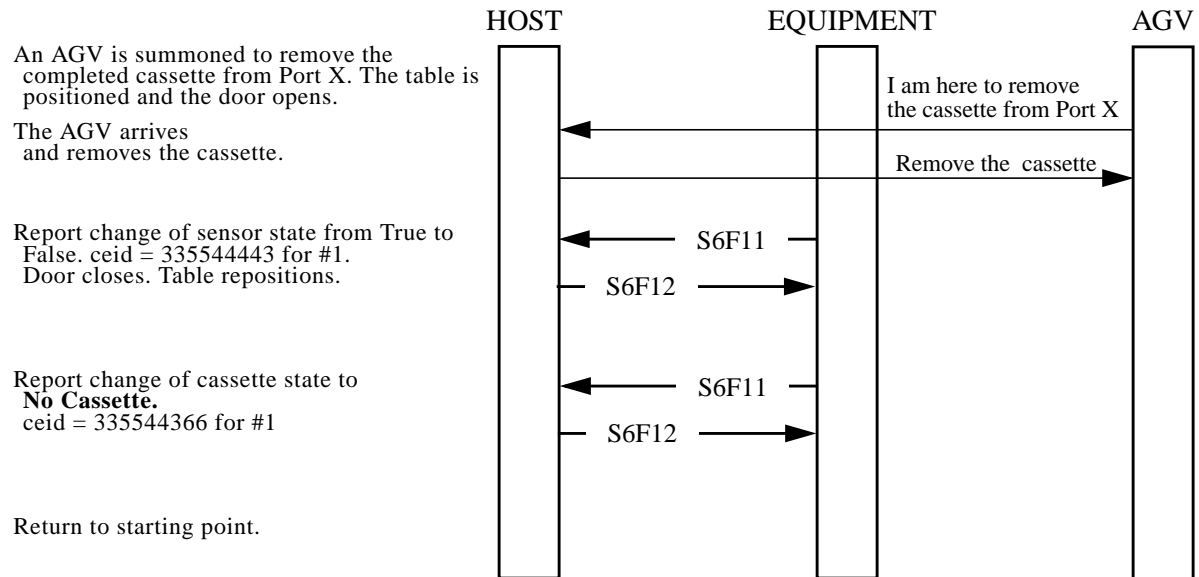 HOST EQUIPMENT AGV
An AGV is summoned to remove the
completed cassette from Port X. The table is
positioned and the door opens.
I am here to remove
the cassette from Port X
The AGV arrives
and removes the cassette.
Remove the cassette
Report change of sensor state from True to
False. ceid = 335544443 for #1.
Door closes. Table repositions.
S6F11
S6F12
Report change of cassette state to
No Cassette.
ceid = 335544366 for #1
S6F11
S6F12
Return to starting point.